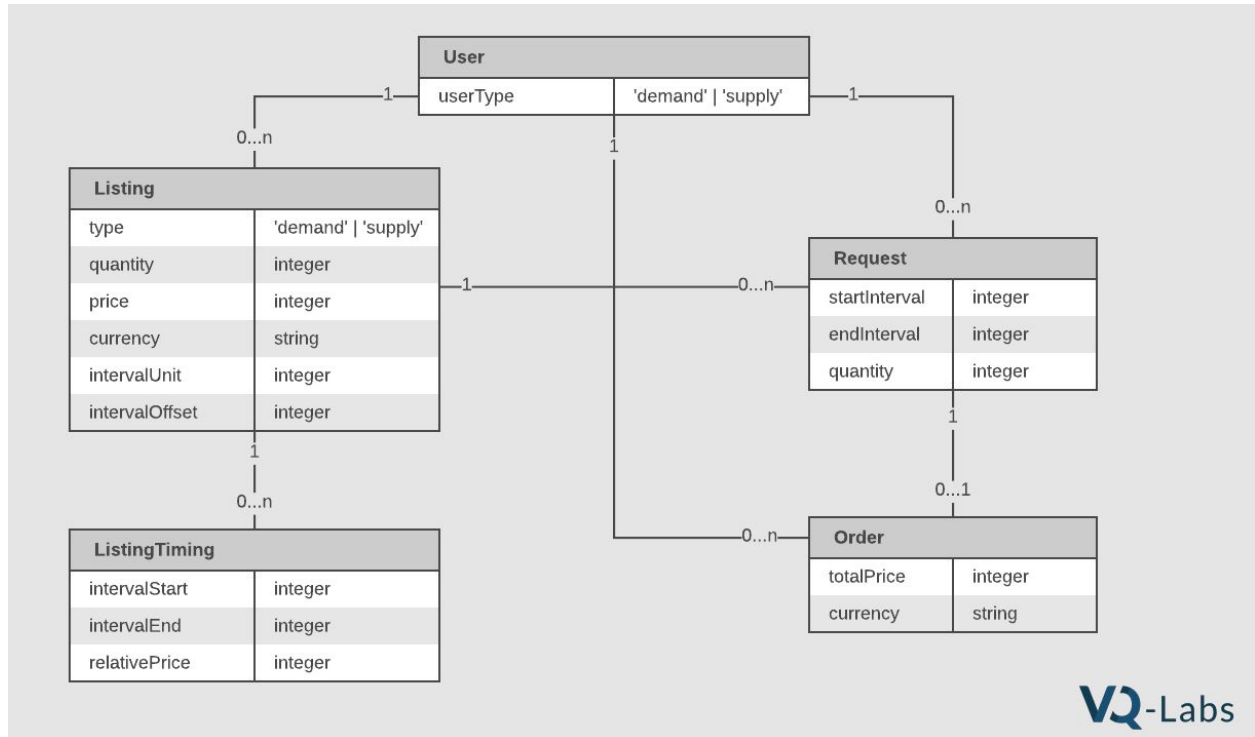 User
userType 'demand' | 'supply'
1
1
0...n
1
Listing
type 'demand' | 'supply'
quantity integer
price integer
currency string
intervalUnit integer
intervalOffset integer
0...n
Request
startInterval integer
endInterval integer
quantity integer
1
0...n
1
0...n
1
0...1
ListingTiming
intervalStart integer
intervalEnd integer
relativePrice integer
0...n
Order
totalPrice integer
currency string
VQ-Labs